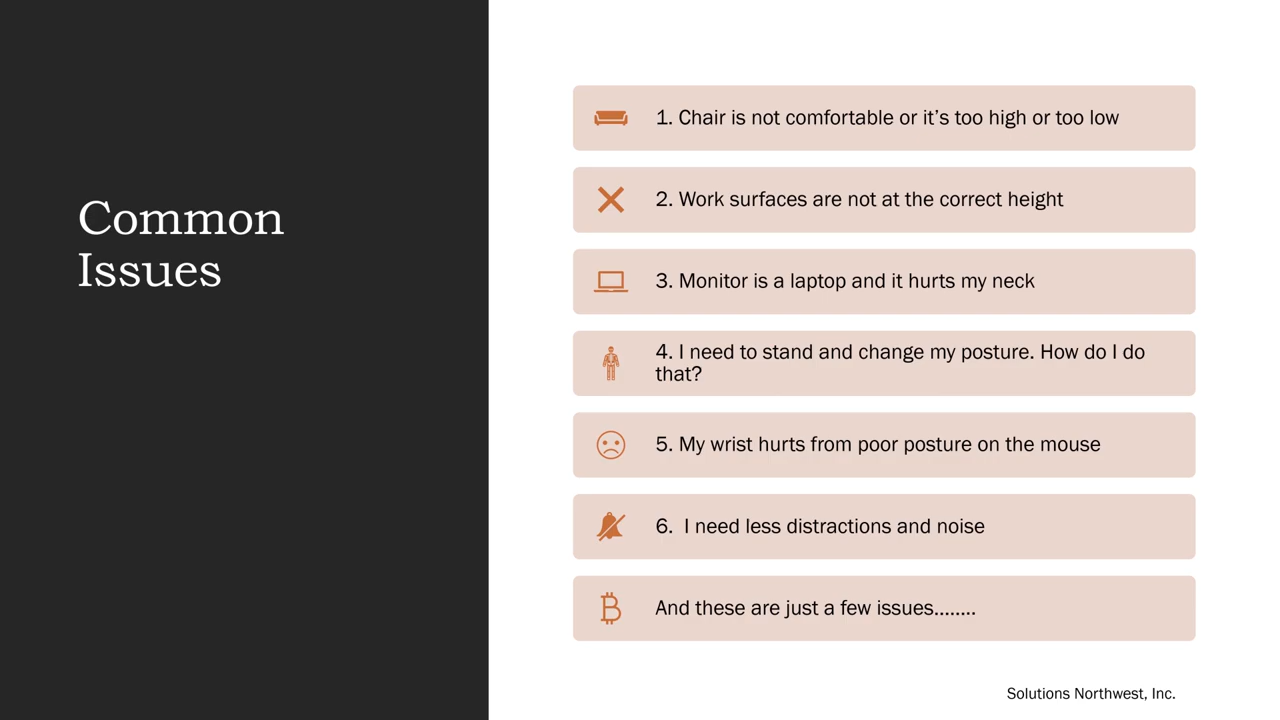 Common
Issues
1. Chair is not comfortable or it’s too high or too low
2. Work surfaces are not at the correct height
3. Monitor is a laptop and it hurts my neck
4. I need to stand and change my posture. How do I do
that?
5. My wrist hurts from poor posture on the mouse
6.  I need less distractions and noise
And these are just a few issues……..
Solutions Northwest, Inc.